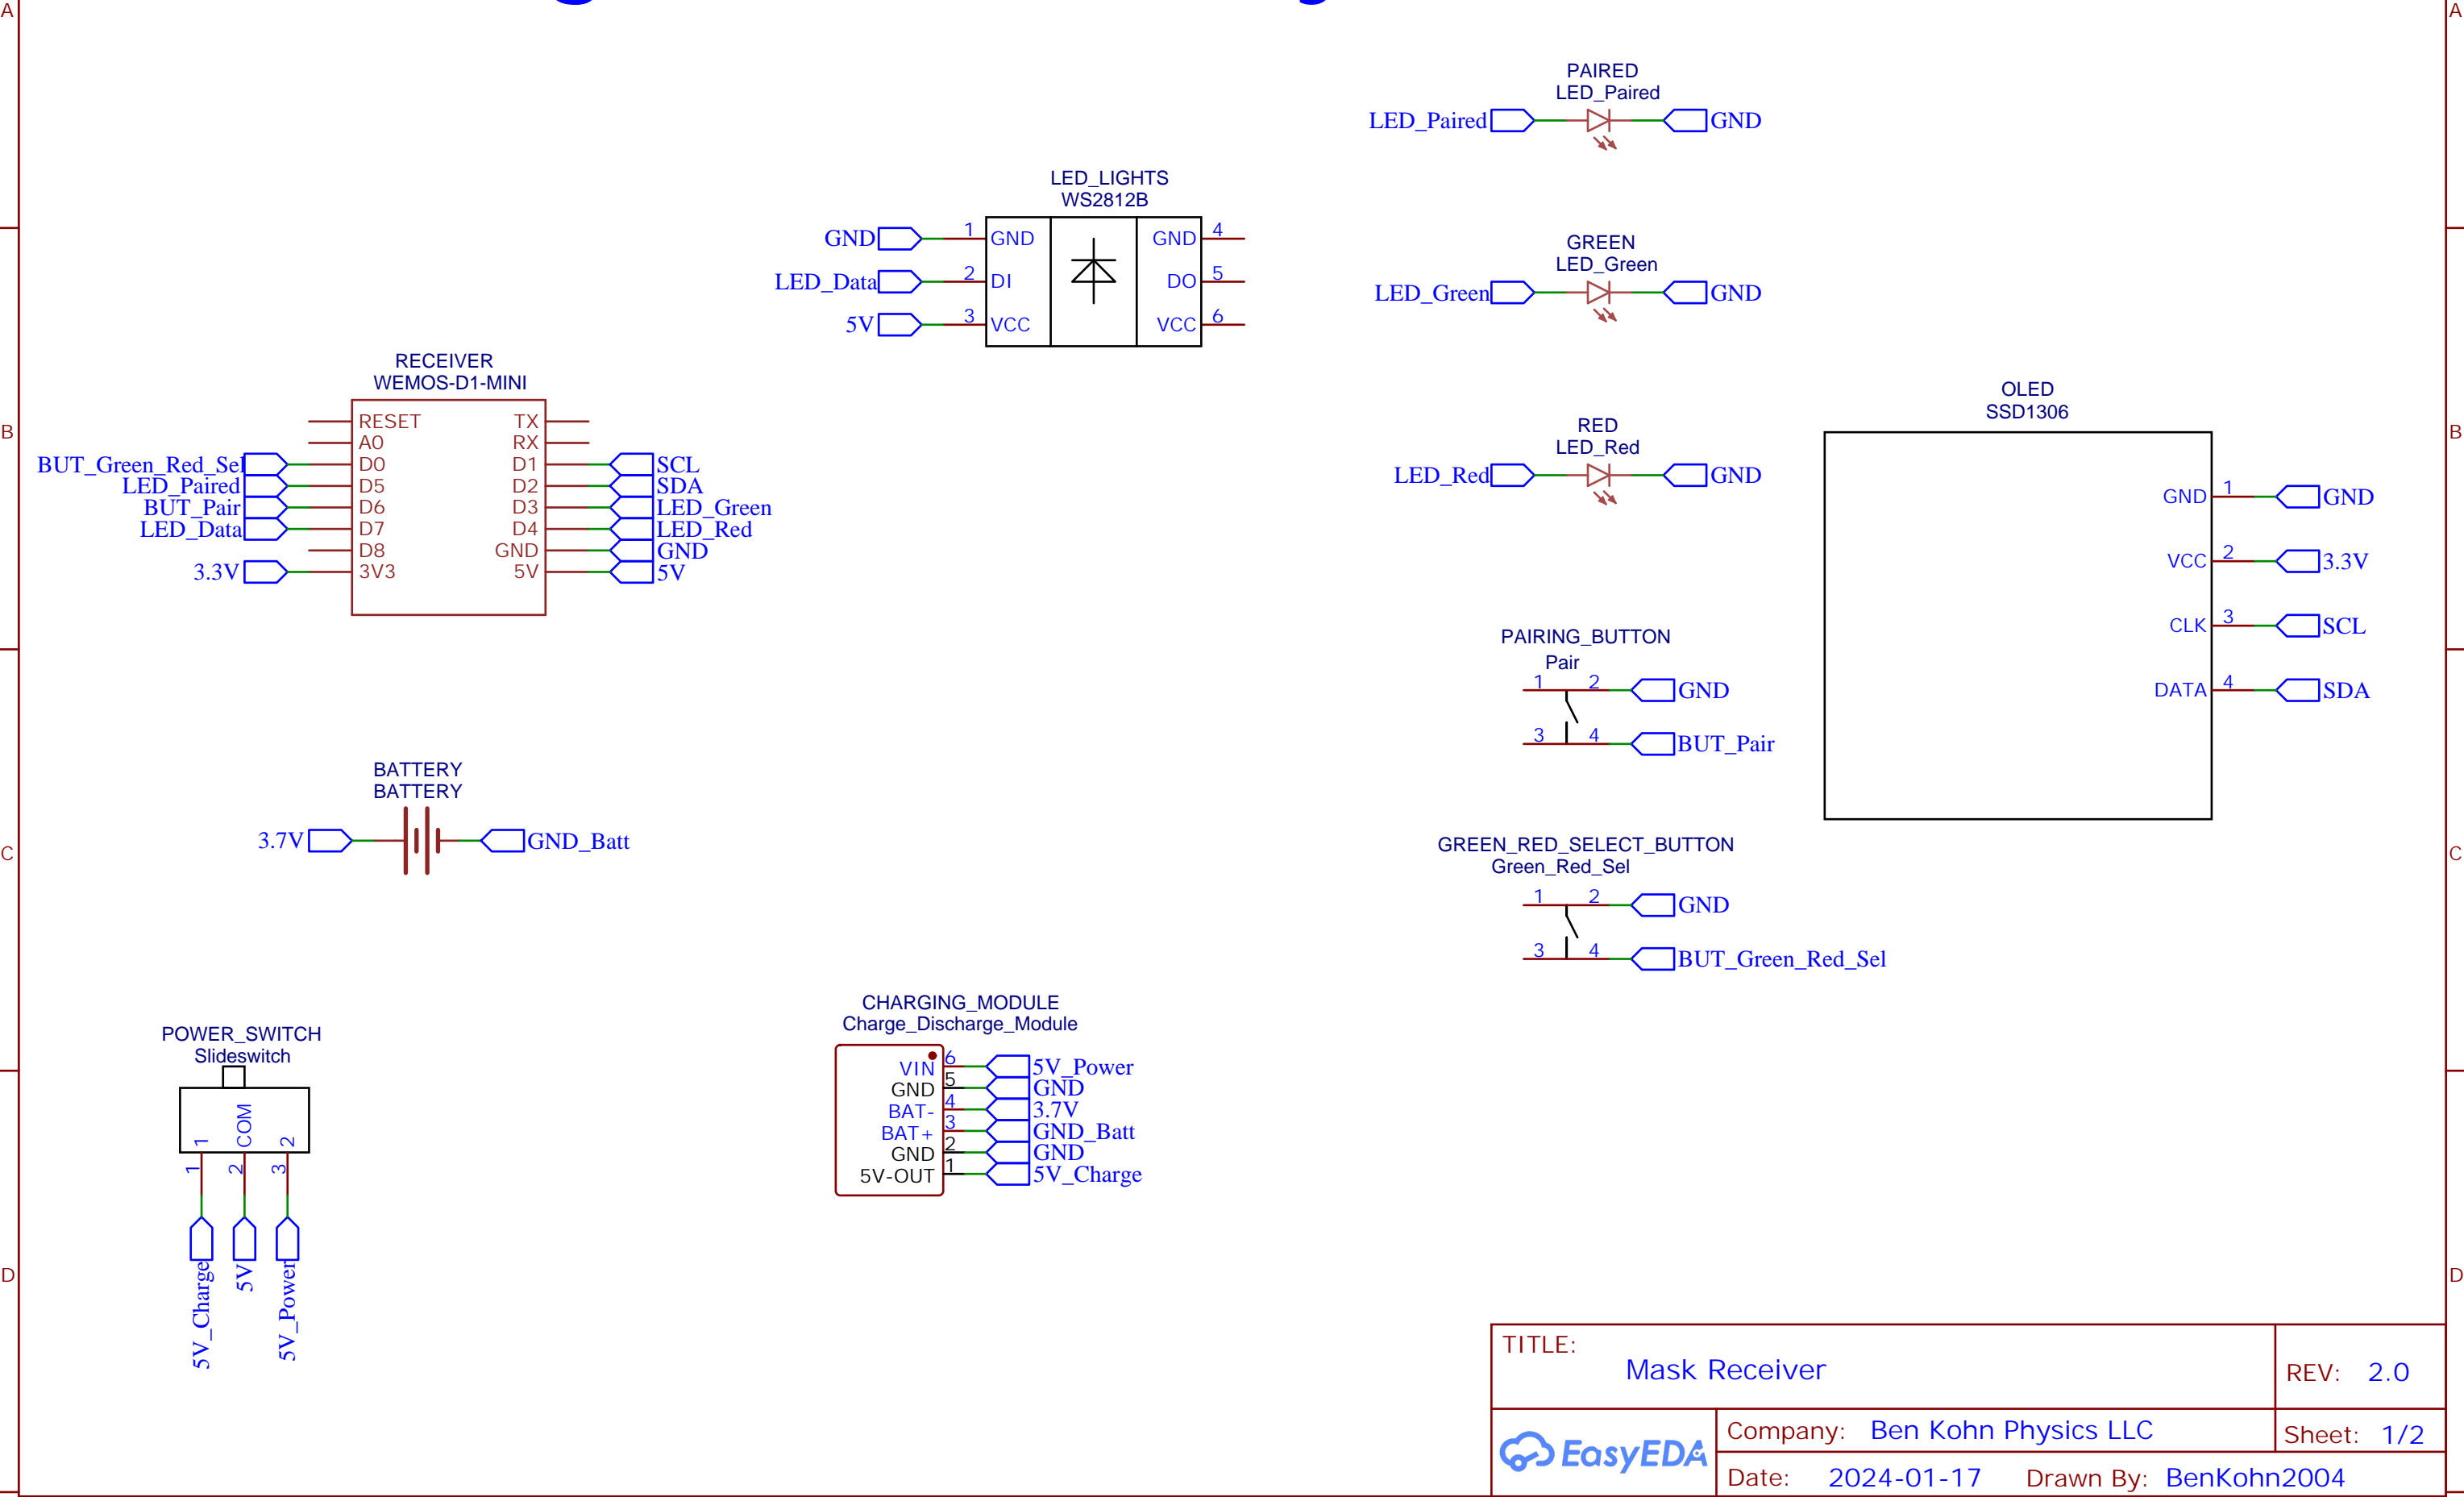 A
A
PAIRED
LED_Paired
LED_Paired
GND
LED_LIGHTS
WS2812B
GND 1 GND GND 4
LED_Data 2 DI DO 5
5V 3 VCC VCC 6
GREEN
LED_Green
LED_Green
GND
RECEIVER
WEMOS-D1-MINI
RESET TX
A0 RX
BUT_Green_Red_Sel D0 D1 SCL
LED_Paired D5 D2 SDA
BUT_Pair D6 D3 LED_Green
LED_Data D7 D4 LED_Red
D8 GND GND
3.3V 3V3 5V 5V
B
B
RED
LED_Red
LED_Red
GND
OLED
SSD1306
GND 1 GND
VCC 2 3.3V
CLK 3 SCL
DATA 4 SDA
PAIRING_BUTTON
Pair
1 2 GND
3 4 BUT_Pair
BATTERY
BATTERY
3.7V
GND_Batt
C
C
GREEN_RED_SELECT_BUTTON
Green_Red_Sel
1 2 GND
3 4 BUT_Green_Red_Sel
CHARGING_MODULE
Charge_Discharge_Module
VIN 6 5V_Power
GND 5 GND
BAT- 4 3.7V
BAT+ 3 GND_Batt
GND 2 GND
5V-OUT 1 5V_Charge
POWER_SWITCH
Slideswitch
1 COM 2
1 2 3
5V_Charge
5V
5V_Power
D
D
TITLE:
Mask Receiver
REV: 2.0
EasyEDA
Company: Ben Kohn Physics LLC
Sheet: 1/2
Date: 2024-01-17 Drawn By: BenKohn2004